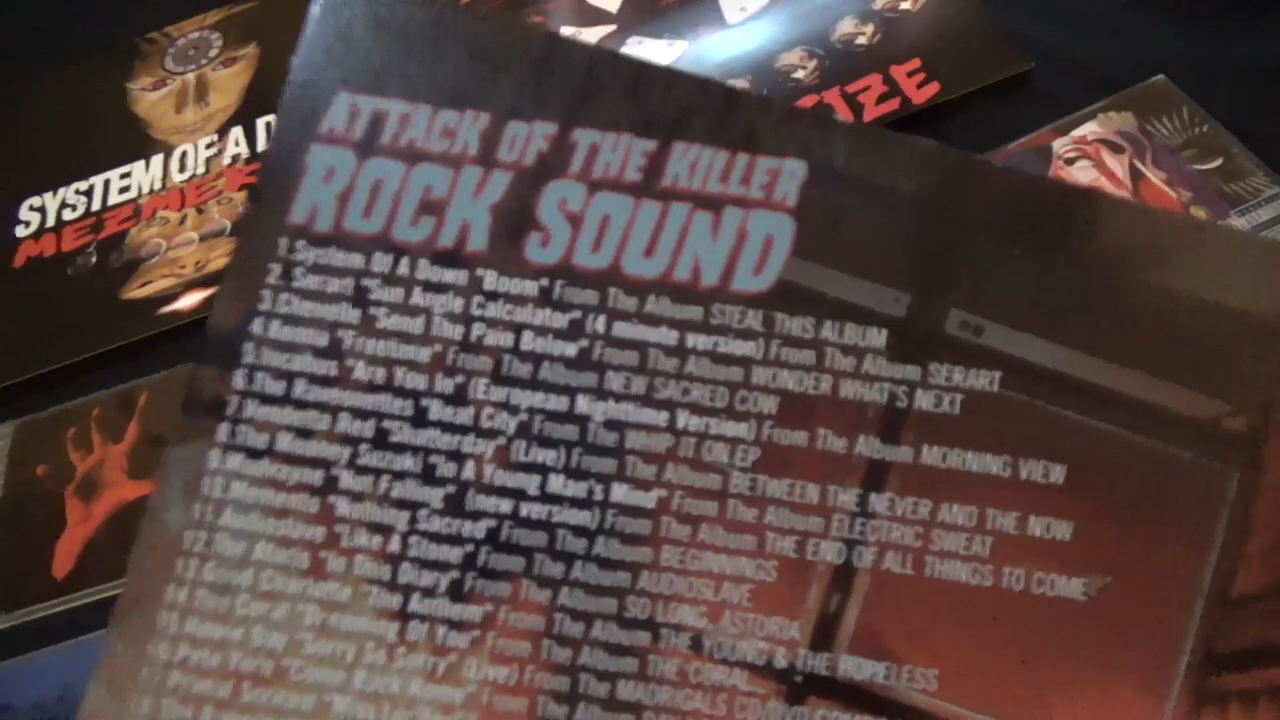 SYSTEM OF A D
MEZMER
IZE
ATTACK OF THE KILLER
ROCK SOUND
1. System Of A Down "Boom" From The Album STEAL THIS ALBUM
2. Serart "Sun Angle Calculator" (4 minute version) From The Album SERART
3. Chevelle "Send The Pain Below" From The Album WONDER WHAT'S NEXT
4. Kenna "Freetime" From The Album NEW SACRED COW
5. Incubus "Are You In" (European Nighttime Version) From The Album MORNING VIEW
6. The Raveonettes "Beat City" From The WHIP IT ON EP
7. Vendetta Red "Shatterday" (Live) From The Album BETWEEN THE NEVER AND THE NOW
8. The Mooney Suzuki "In A Young Man's Mind" From The Album ELECTRIC SWEAT
9. Mudvayne "Not Falling" (new version) From The Album THE END OF ALL THINGS TO COME
10. "Nothing Sacred" From The Album BEGINNINGS
11. Audioslave "Like A Stone" From The Album AUDIOSLAVE
12. The Ataris "In This Diary" From The Album SO LONG, ASTORIA
13. Good Charlotte "The Anthem" From The Album THE YOUNG & THE HOPELESS
14. The Coral "Dreaming Of You" From The Album THE CORAL
15. "Sorry So Sorry" (Live) From The MADRIGALS
Pete Yorn "Come Back Home" From